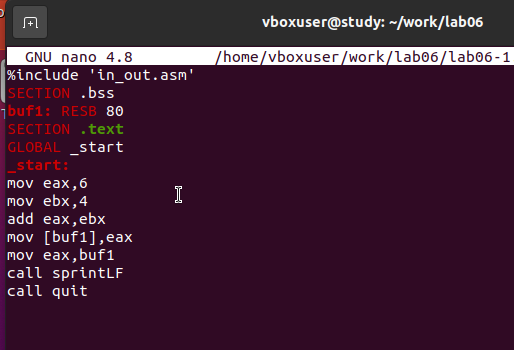 vboxuser@study: ~/work/lab06
GNU nano 4.8 /home/vboxuser/work/lab06/lab06-1
%include 'in_out.asm'
SECTION .bss
buf1: RESB 80
SECTION .text
GLOBAL _start
_start:
mov eax,6
mov ebx,4
add eax,ebx
mov [buf1],eax
mov eax,buf1
call sprintLF
call quit